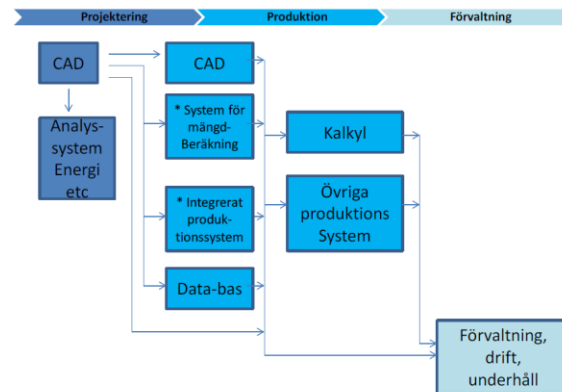 Projektering
Produktion
Förvaltning
CAD
Analys-
system
Energi
etc
CAD
* System för
mängd-
Beräkning
* Integrerat
produk-
tionssystem
Data-bas
Kalkyl
Övriga
produktions
System
Förvaltning,
drift,
underhåll